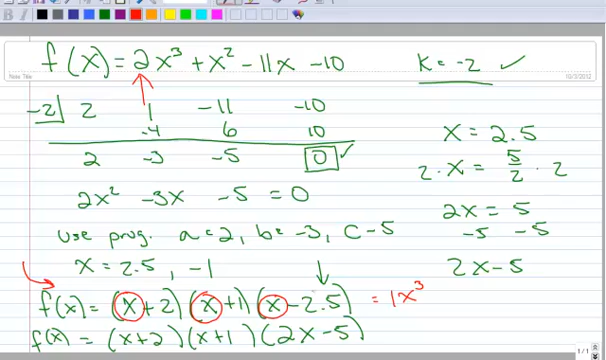 Note Title
10/3/2012
f(x) = 2x³ + x² - 11x - 10
K = -2 ✓
-2| 2 1 -11 -10
-4 6 10
2 -3 -5 0 ✓
x = 2.5
2 · x = 5/2 · 2
2x² - 3x - 5 = 0
2x = 5
-5 -5
use prog. a=2, b=-3, c-5
x = 2.5, -1
2x-5
f(x) = (x+2)(x+1)(x-2.5) = 1x³
f(x) = (x+2)(x+1)(2x-5)
1/1